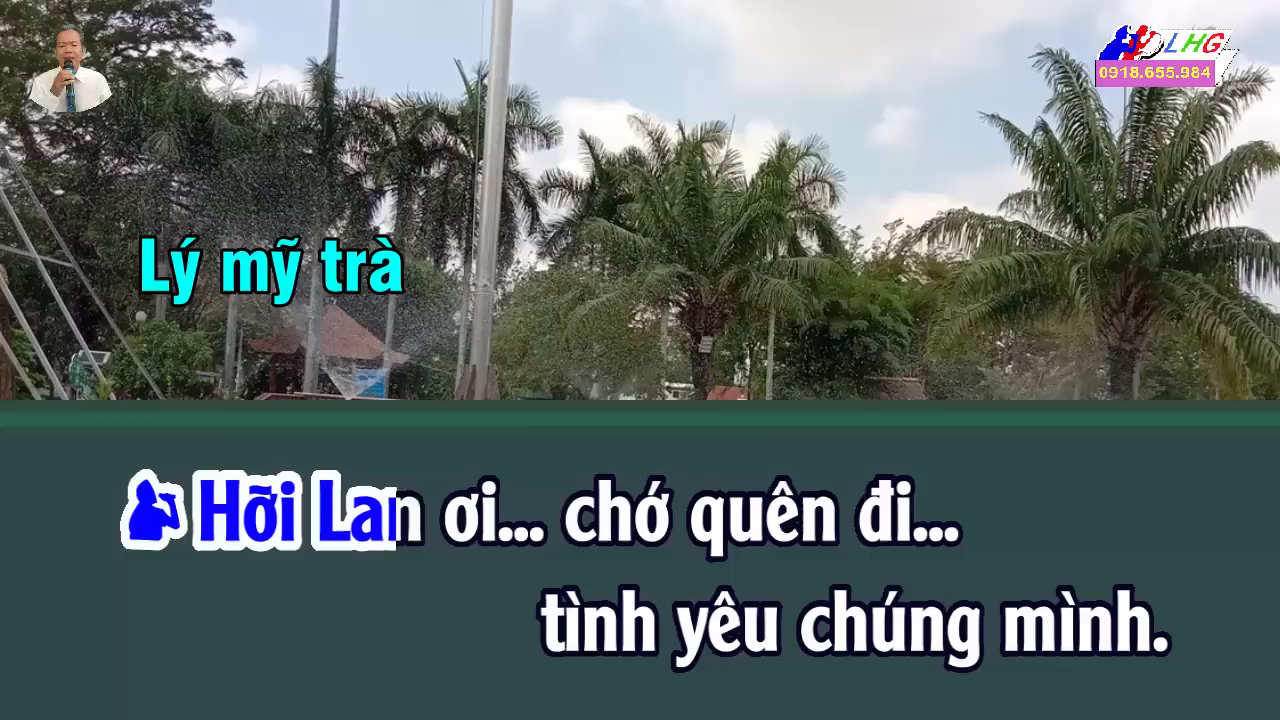 LHG
0918.655.984
Lý mỹ trà
Hỡi Lan ơi... chớ quên đi...
tình yêu chúng mình.